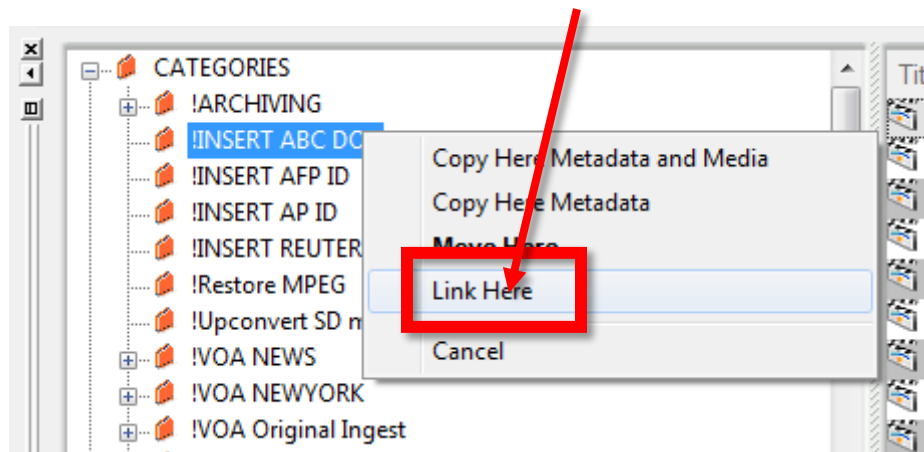 CATEGORIES
!ARCHIVING
!INSERT ABC DC
!INSERT AFP ID
!INSERT AP ID
!INSERT REUTER
!Restore MPEG
!Upconvert SD m
!VOA NEWS
!VOA NEWYORK
!VOA Original Ingest
Copy Here Metadata and Media
Copy Here Metadata
Move Here
Link Here
Cancel
Tit